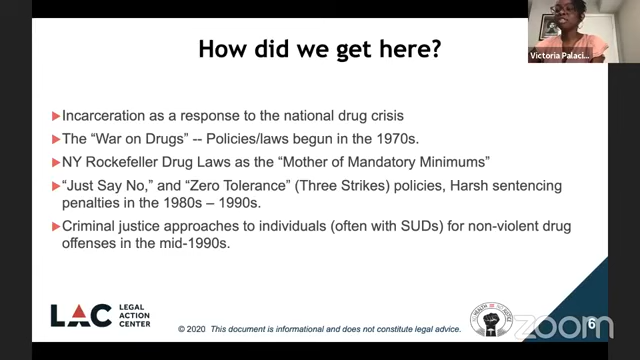 How did we get here?
Victoria Palaci...
Incarceration as a response to the national drug crisis
The “War on Drugs” -- Policies/laws begun in the 1970s.
NY Rockefeller Drug Laws as the “Mother of Mandatory Minimums”
“Just Say No,” and “Zero Tolerance” (Three Strikes) policies, Harsh sentencing
penalties in the 1980s – 1990s.
Criminal justice approaches to individuals (often with SUDs) for non-violent drug
offenses in the mid-1990s.
LAC
LEGAL
ACTION
CENTER
© 2020 This document is informational and does not constitute legal advice.
6
zoom